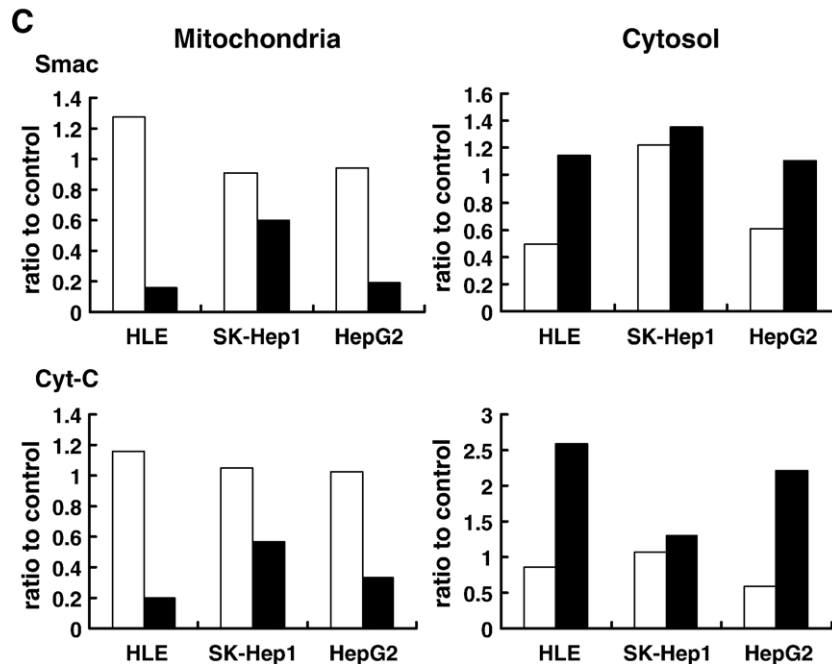 C
Mitochondria
Cytosol
Smac
ratio to control
1.4
1.2
1
0.8
0.6
0.4
0.2
0
HLE SK-Hep1 HepG2
ratio to control
1.6
1.4
1.2
1
0.8
0.6
0.4
0.2
0
HLE SK-Hep1 HepG2
Cyt-C
ratio to control
1.4
1.2
1
0.8
0.6
0.4
0.2
0
HLE SK-Hep1 HepG2
ratio to control
3
2.5
2
1.5
1
0.5
0
HLE SK-Hep1 HepG2